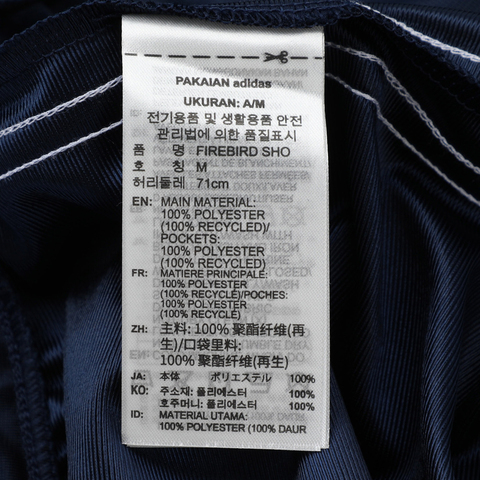 PAKAIAN adidas
UKURAN: A/M
전기용품 및 생활용품 안전
관리법에 의한 품질표시
품 명 FIREBIRD SHO
호 칭 M
허리둘레 71cm
EN: MAIN MATERIAL:
100% POLYESTER
(100% RECYCLED)/
POCKETS:
100% POLYESTER
(100% RECYCLED)
FR: MATIERE PRINCIPALE:
100% POLYESTER
(100% RECYCLÉ)/POCHES:
100% POLYESTER
(100% RECYCLÉ)
ZH: 主料: 100% 聚酯纤维(再
生)/口袋里料:
100% 聚酯纤维(再生)
JA: 本体 ポリエステル 100%
KO: 주소재: 폴리에스터 100%
호주머니: 폴리에스터 100%
ID: MATERIAL UTAMA:
100% POLYESTER (100% DAUR